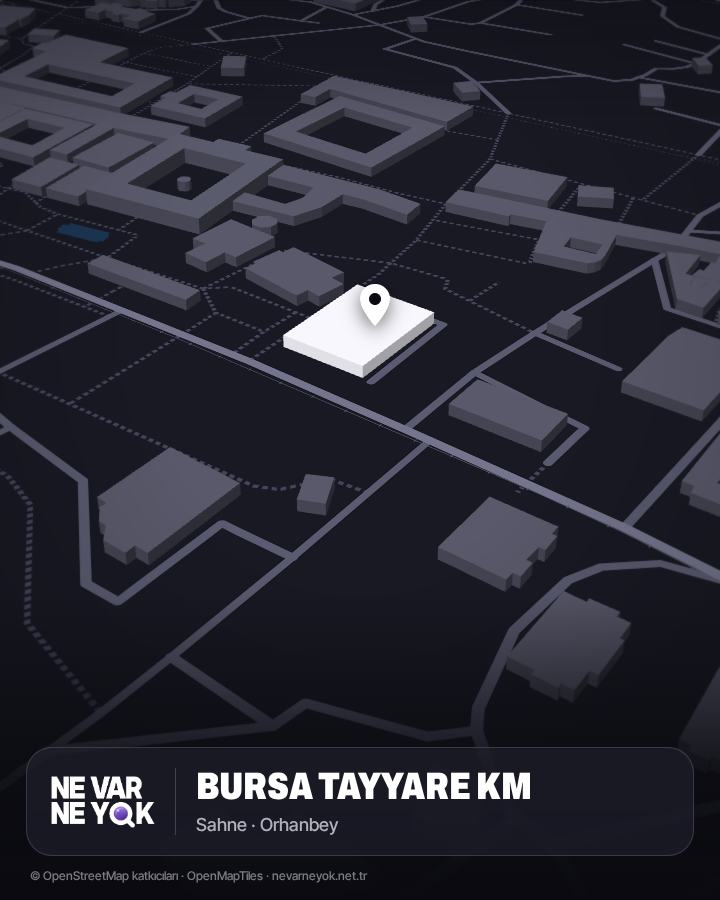 NE VAR
NE YOK
BURSA TAYYARE KM
Sahne · Orhanbey
© OpenStreetMap katkıcıları · OpenMapTiles · nevarneyok.net.tr